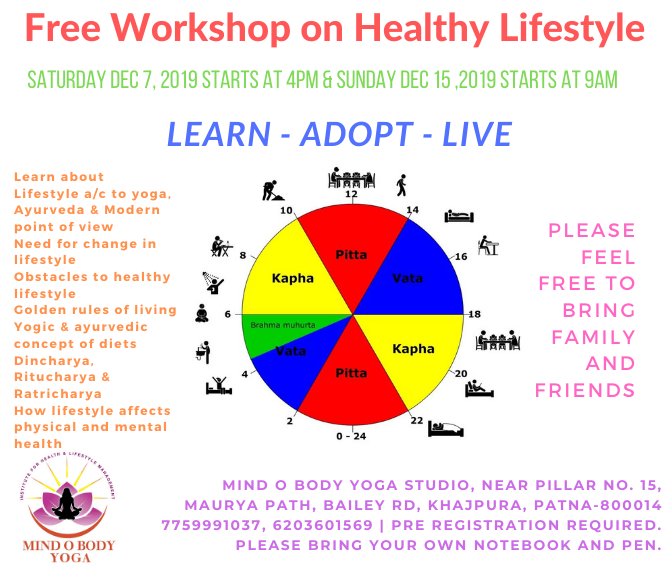 Free Workshop on Healthy Lifestyle
SATURDAY DEC 7, 2019 STARTS AT 4PM & SUNDAY DEC 15 ,2019 STARTS AT 9AM
LEARN - ADOPT - LIVE
Learn about
Lifestyle a/c to yoga,
Ayurveda & Modern
point of view
Need for change in
lifestyle
Obstacles to healthy
lifestyle
Golden rules of living
Yogic & ayurvedic
concept of diets
Dincharya,
Ritucharya &
Ratricharya
How lifestyle affects
physical and mental
health
12
10
14
Pitta
8
16
Kapha
Vata
6
18
Brahma muhurta
Vata
Kapha
4
Pitta
20
2
22
0 – 24
PLEASE
FEEL
FREE TO
BRING
FAMILY
AND
FRIENDS
INSTITUTE FOR HEALTH & LIFESTYLE MANAGEMENT
MIND O BODY
YOGA
MIND O BODY YOGA STUDIO, NEAR PILLAR NO. 15,
MAURYA PATH, BAILEY RD, KHAJPURA, PATNA-800014
7759991037, 6203601569 | PRE REGISTRATION REQUIRED.
PLEASE BRING YOUR OWN NOTEBOOK AND PEN.